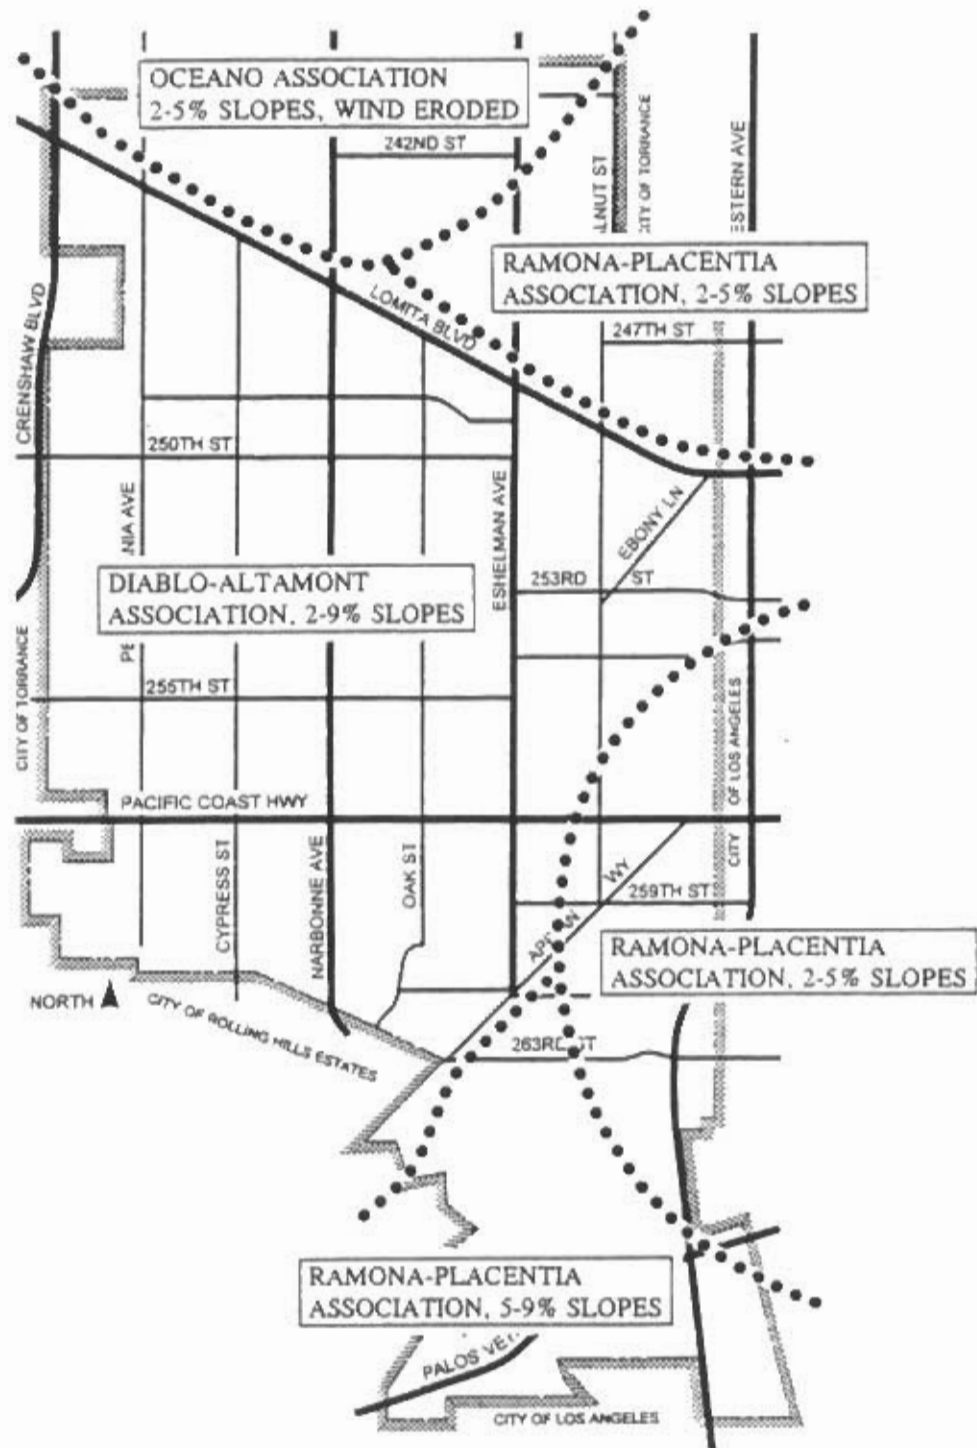 OCEANO ASSOCIATION
2-5% SLOPES, WIND ERODED
242ND ST
CITY OF TORRANCE
RAMONA-PLACENTIA
ASSOCIATION, 2-5% SLOPES
LOMITA BLVD
247TH ST
CRENSHAW BLVD
250TH ST
ESHELMAN AVE
EBONY LN
253RD ST
DIABLO-ALTAMONT
ASSOCIATION, 2-9% SLOPES
CITY OF TORRANCE
255TH ST
CITY OF LOS ANGELES
PACIFIC COAST HWY
CYPRESS ST
NARBONNE AVE
OAK ST
WY
259TH ST
RAMONA-PLACENTIA
ASSOCIATION, 2-5% SLOPES
NORTH
CITY OF ROLLING HILLS ESTATES
263RD ST
RAMONA-PLACENTIA
ASSOCIATION, 5-9% SLOPES
PALOS
CITY OF LOS ANGELES